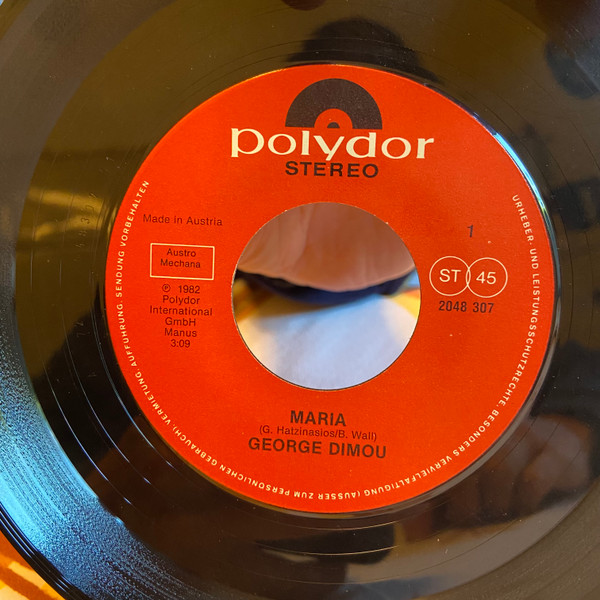 polydor
STEREO
Made in Austria
1
Austro
Mechana
ST 45
2048 307
℗ 1982
Polydor
International
GmbH
Manus
3:09
MARIA
(G. Hatzinasios/B. Wall)
GEORGE DIMOU
URHEBER- UND LEISTUNGSSCHUTZRECHTE, BESONDERS VERVIELFÄLTIGUNG (AUSSER ZUM PERSÖNLICHEN GEBRAUCH), VERMIETUNG, AUFFÜHRUNG, SENDUNG VORBEHALTEN